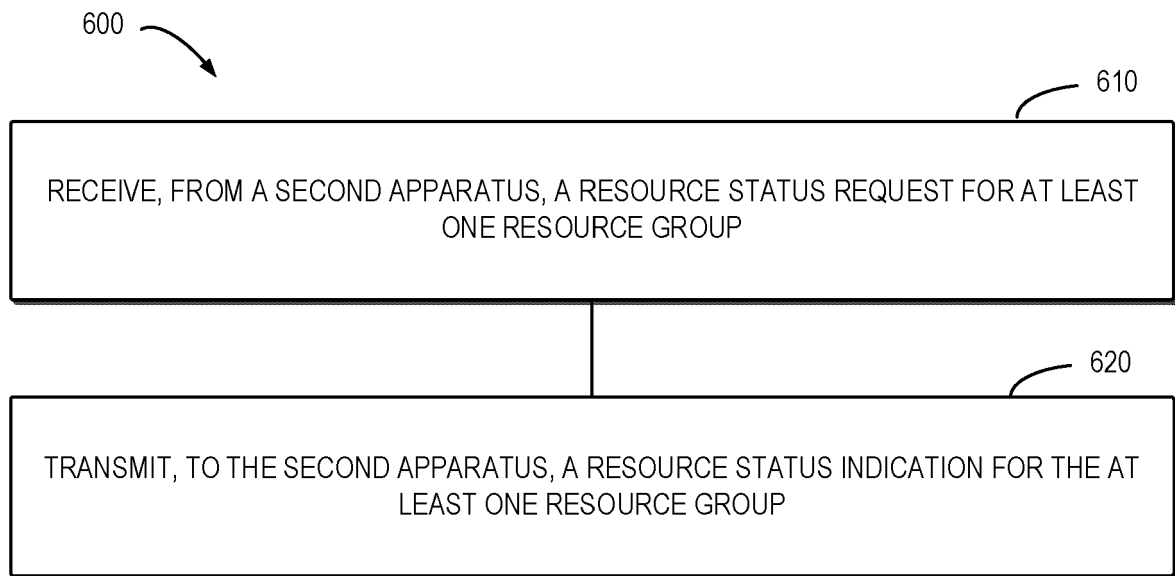 600
610
RECEIVE, FROM A SECOND APPARATUS, A RESOURCE STATUS REQUEST FOR AT LEAST
ONE RESOURCE GROUP
620
TRANSMIT, TO THE SECOND APPARATUS, A RESOURCE STATUS INDICATION FOR THE AT
LEAST ONE RESOURCE GROUP